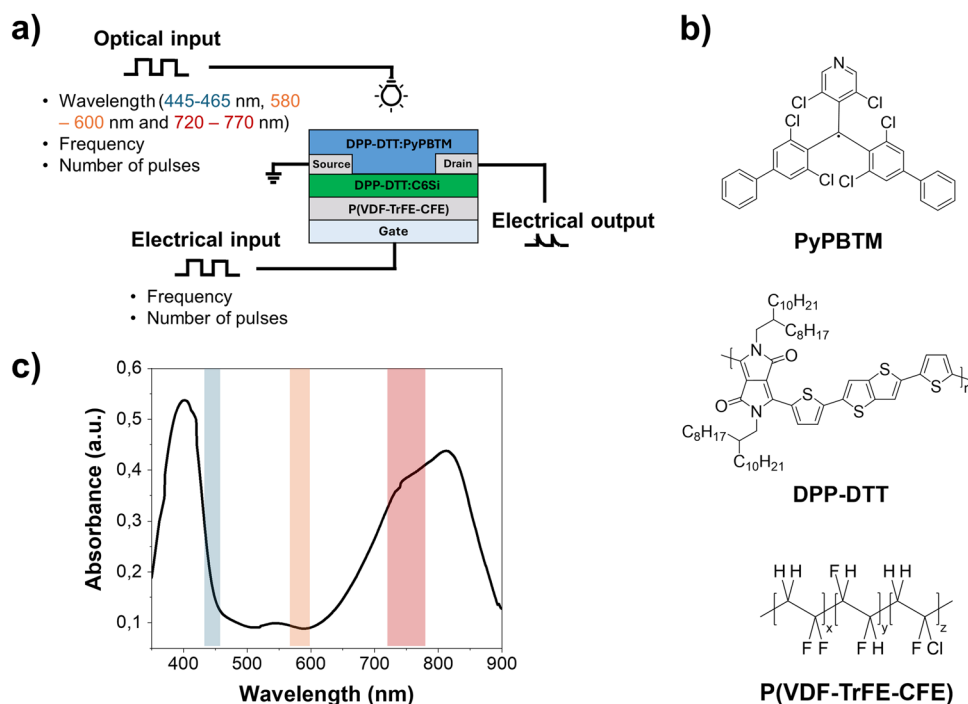 a)
Optical input
• Wavelength (445-465 nm, 580
– 600 nm and 720 – 770 nm)
• Frequency
• Number of pulses
DPP-DTT:PyPBTM
Source
Drain
DPP-DTT:C6Si
P(VDF-TrFE-CFE)
Gate
Electrical output
Electrical input
• Frequency
• Number of pulses
b)
N
Cl
Cl
Cl
Cl
Cl
Cl
PyPBTM
C10H21
C8H17
N
O
O
N
S
S
S
S
n
C8H17
C10H21
DPP-DTT
H H
F H
H H
x
y
z
F F
F H
F Cl
P(VDF-TrFE-CFE)
c)
0,6
0,5
0,4
0,3
0,2
0,1
Absorbance (a.u.)
400 500 600 700 800 900
Wavelength (nm)